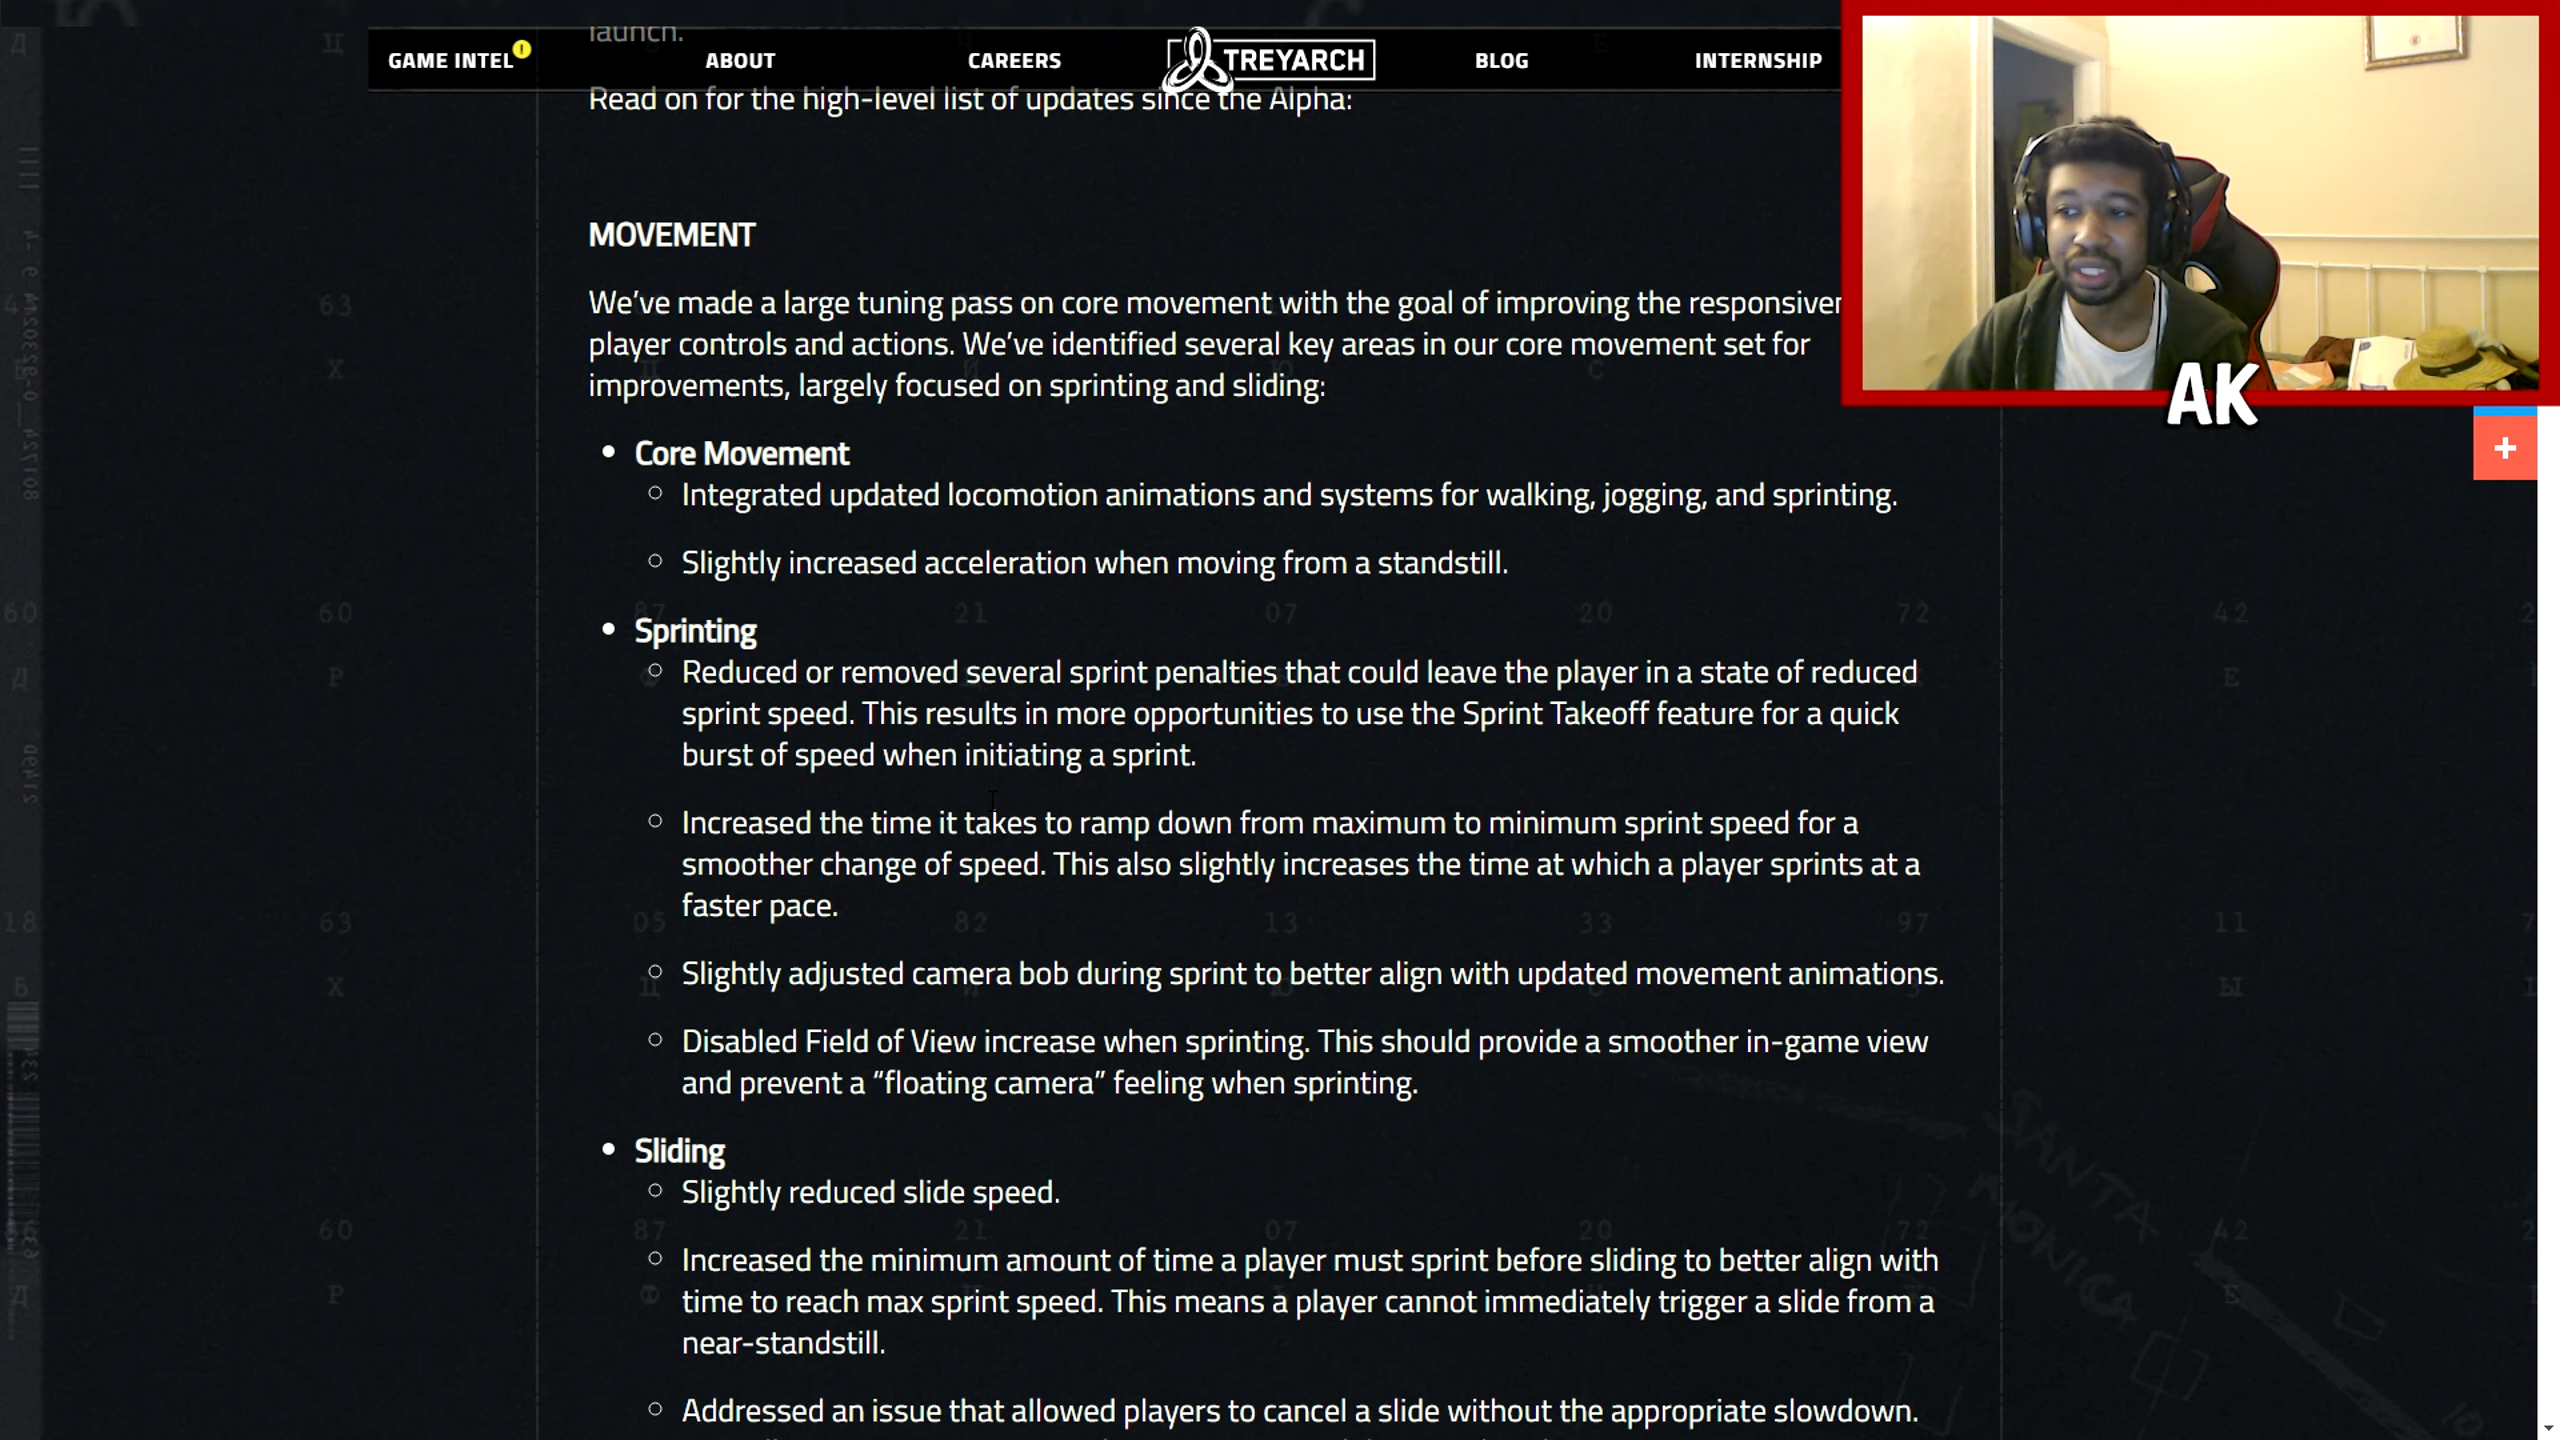 launch.
GAME INTEL ! ABOUT CAREERS TREYARCH BLOG INTERNSHIP
Read on for the high-level list of updates since the Alpha:
MOVEMENT
We’ve made a large tuning pass on core movement with the goal of improving the
player controls and actions. We’ve identified several key areas in our core movement set for
improvements, largely focused on sprinting and sliding:
AK
+
• Core Movement
○ Integrated updated locomotion animations and systems for walking, jogging, and sprinting.
○ Slightly increased acceleration when moving from a standstill.
• Sprinting
○ Reduced or removed several sprint penalties that could leave the player in a state of reduced
sprint speed. This results in more opportunities to use the Sprint Takeoff feature for a quick
burst of speed when initiating a sprint.
○ Increased the time it takes to ramp down from maximum to minimum sprint speed for a
smoother change of speed. This also slightly increases the time at which a player sprints at a
faster pace.
○ Slightly adjusted camera bob during sprint to better align with updated movement animations.
○ Disabled Field of View increase when sprinting. This should provide a smoother in-game view
and prevent a “floating camera” feeling when sprinting.
• Sliding
○ Slightly reduced slide speed.
○ Increased the minimum amount of time a player must sprint before sliding to better align with
time to reach max sprint speed. This means a player cannot immediately trigger a slide from a
near-standstill.
○ Addressed an issue that allowed players to cancel a slide without the appropriate slowdown.
SANTA
MONICA